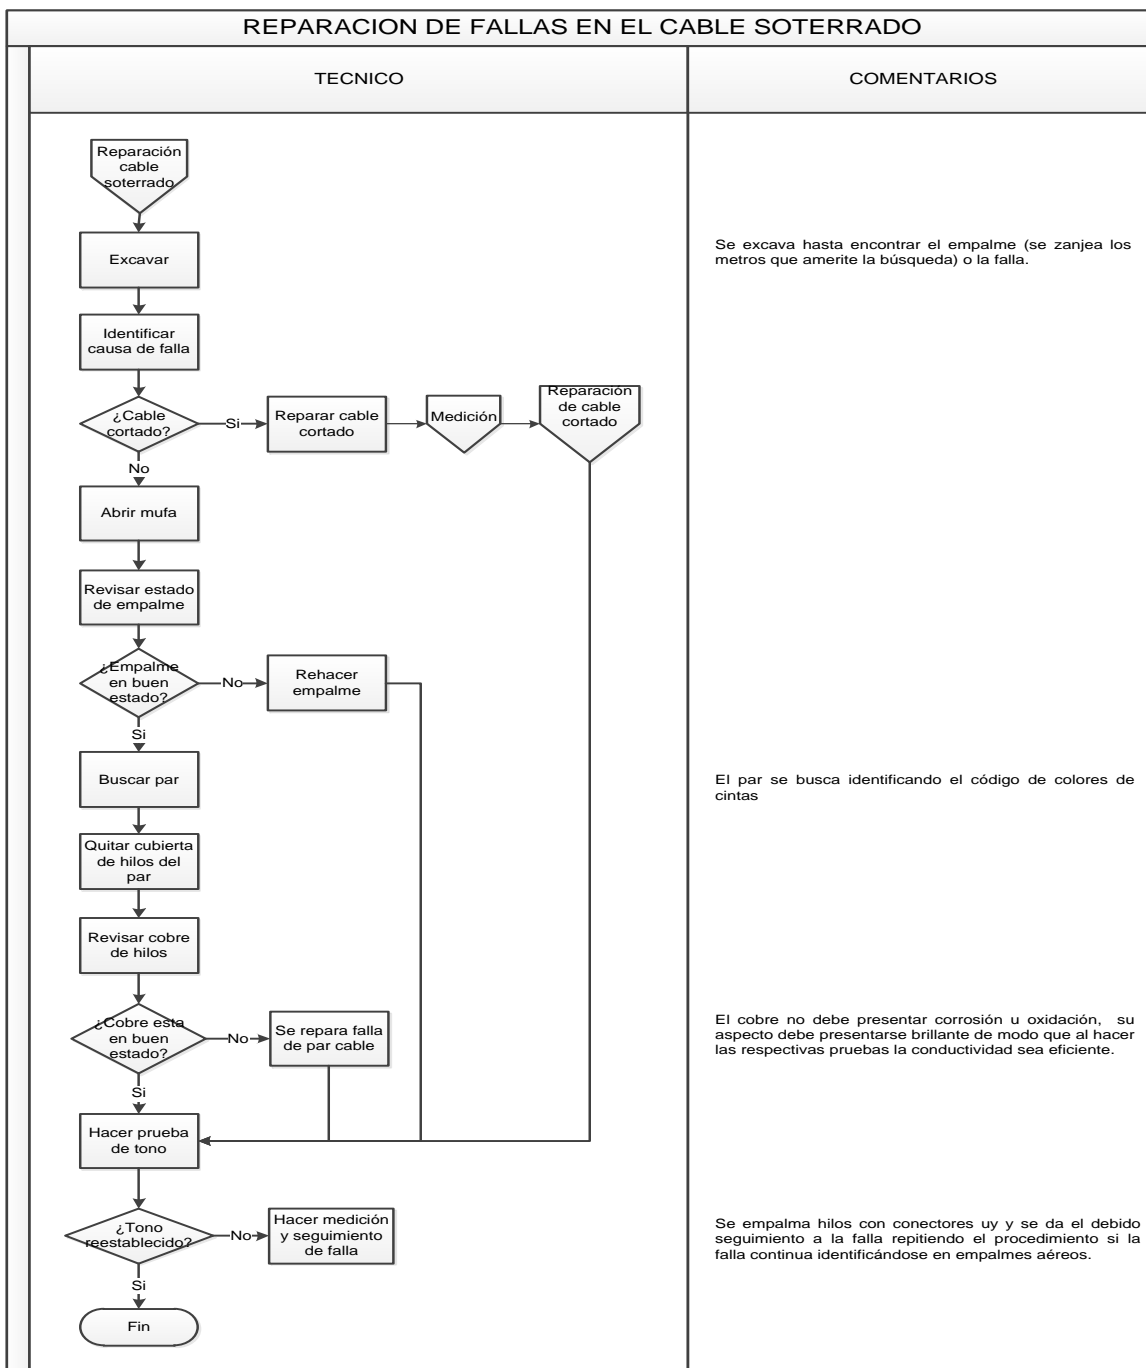 REPARACION DE FALLAS EN EL CABLE SOTERRADO
TECNICO
COMENTARIOS
Reparación
cable
soterrado
Excavar
Se excava hasta encontrar el empalme (se zanjea los
metros que amerite la búsqueda) o la falla.
Identificar
causa de falla
¿Cable
cortado?
Si
Reparar cable
cortado
Medición
Reparación
de cable
cortado
No
Abrir mufa
Revisar estado
de empalme
¿Empalme
en buen
estado?
No
Rehacer
empalme
Si
Buscar par
El par se busca identificando el código de colores de
cintas
Quitar cubierta
de hilos del
par
Revisar cobre
de hilos
¿Cobre esta
en buen
estado?
No
Se repara falla
de par cable
El cobre no debe presentar corrosión u oxidación, su
aspecto debe presentarse brillante de modo que al hacer
las respectivas pruebas la conductividad sea eficiente.
Si
Hacer prueba
de tono
¿Tono
reestablecido?
No
Hacer medición
y seguimiento
de falla
Se empalma hilos con conectores uy y se da el debido
seguimiento a la falla repitiendo el procedimiento si la
falla continua identificándose en empalmes aéreos.
Si
Fin